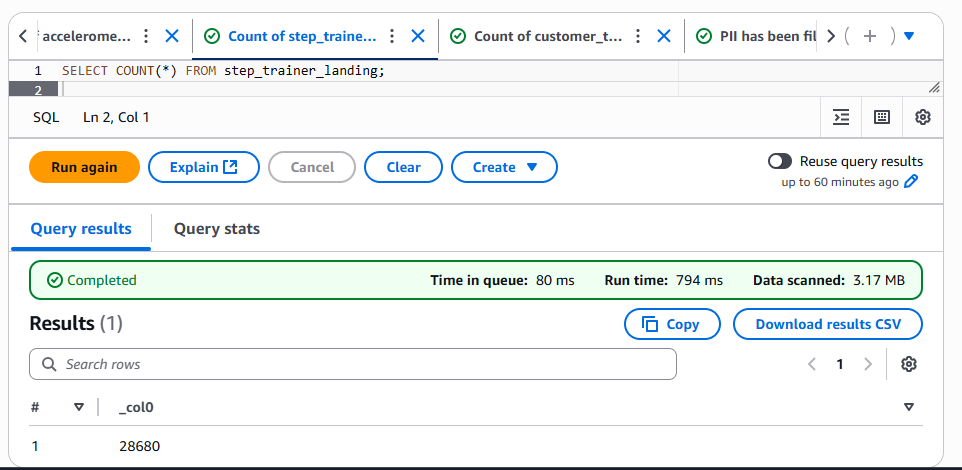 accelerome...
Count of step_traine...
Count of customer_t...
PII has been fil
1 SELECT COUNT(*) FROM step_trainer_landing;
2
SQL Ln 2, Col 1
Run again Explain Cancel Clear Create
Reuse query results
up to 60 minutes ago
Query results Query stats
Completed Time in queue: 80 ms Run time: 794 ms Data scanned: 3.17 MB
Results (1) Copy Download results CSV
Search rows 1
# _col0
1 28680